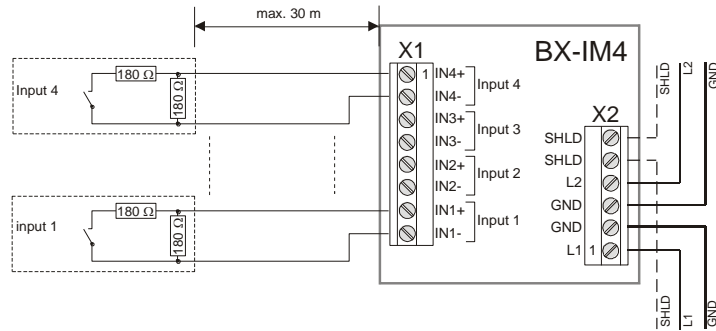 max. 30 m
X1
BX-IM4
180 Ω
180 Ω
Input 4
1
IN4+
IN4-
Input 4
IN3+
IN3-
Input 3
IN2+
IN2-
Input 2
IN1+
IN1-
Input 1
180 Ω
180 Ω
input 1
X2
SHLD
SHLD
L2
GND
GND
L1
1
SHLD
L2
GND
SHLD
L1
GND